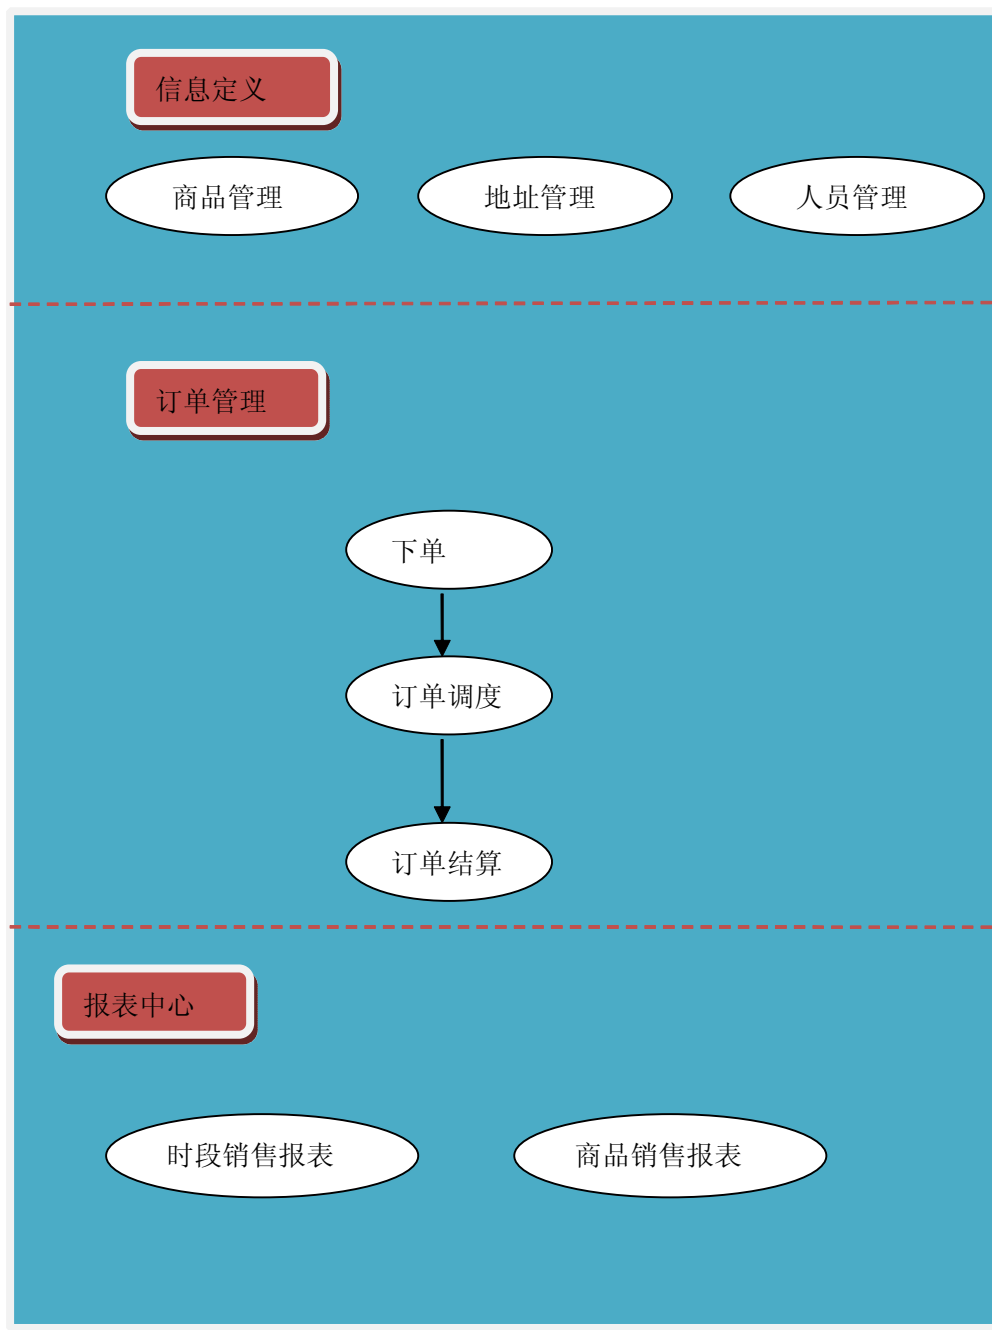 信息定义
商品管理
地址管理
人员管理
订单管理
下单
订单调度
订单结算
报表中心
时段销售报表
商品销售报表